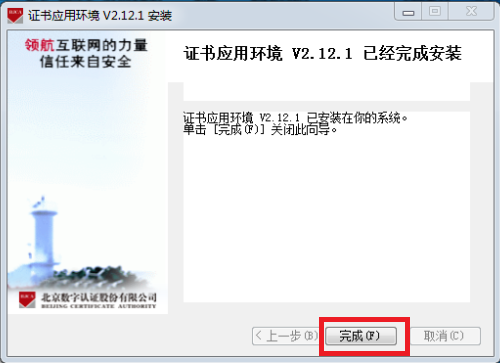 证书应用环境 V2.12.1 安装
领航互联网的力量
信任来自安全
证书应用环境 V2.12.1 已经完成安装
证书应用环境 V2.12.1 已安装在你的系统。
单击 [完成(F)] 关闭此向导。
BJCA
北京数字认证股份有限公司
BEIJING CERTIFICATE AUTHORITY
< 上一步(B)
完成(F)
取消(C)